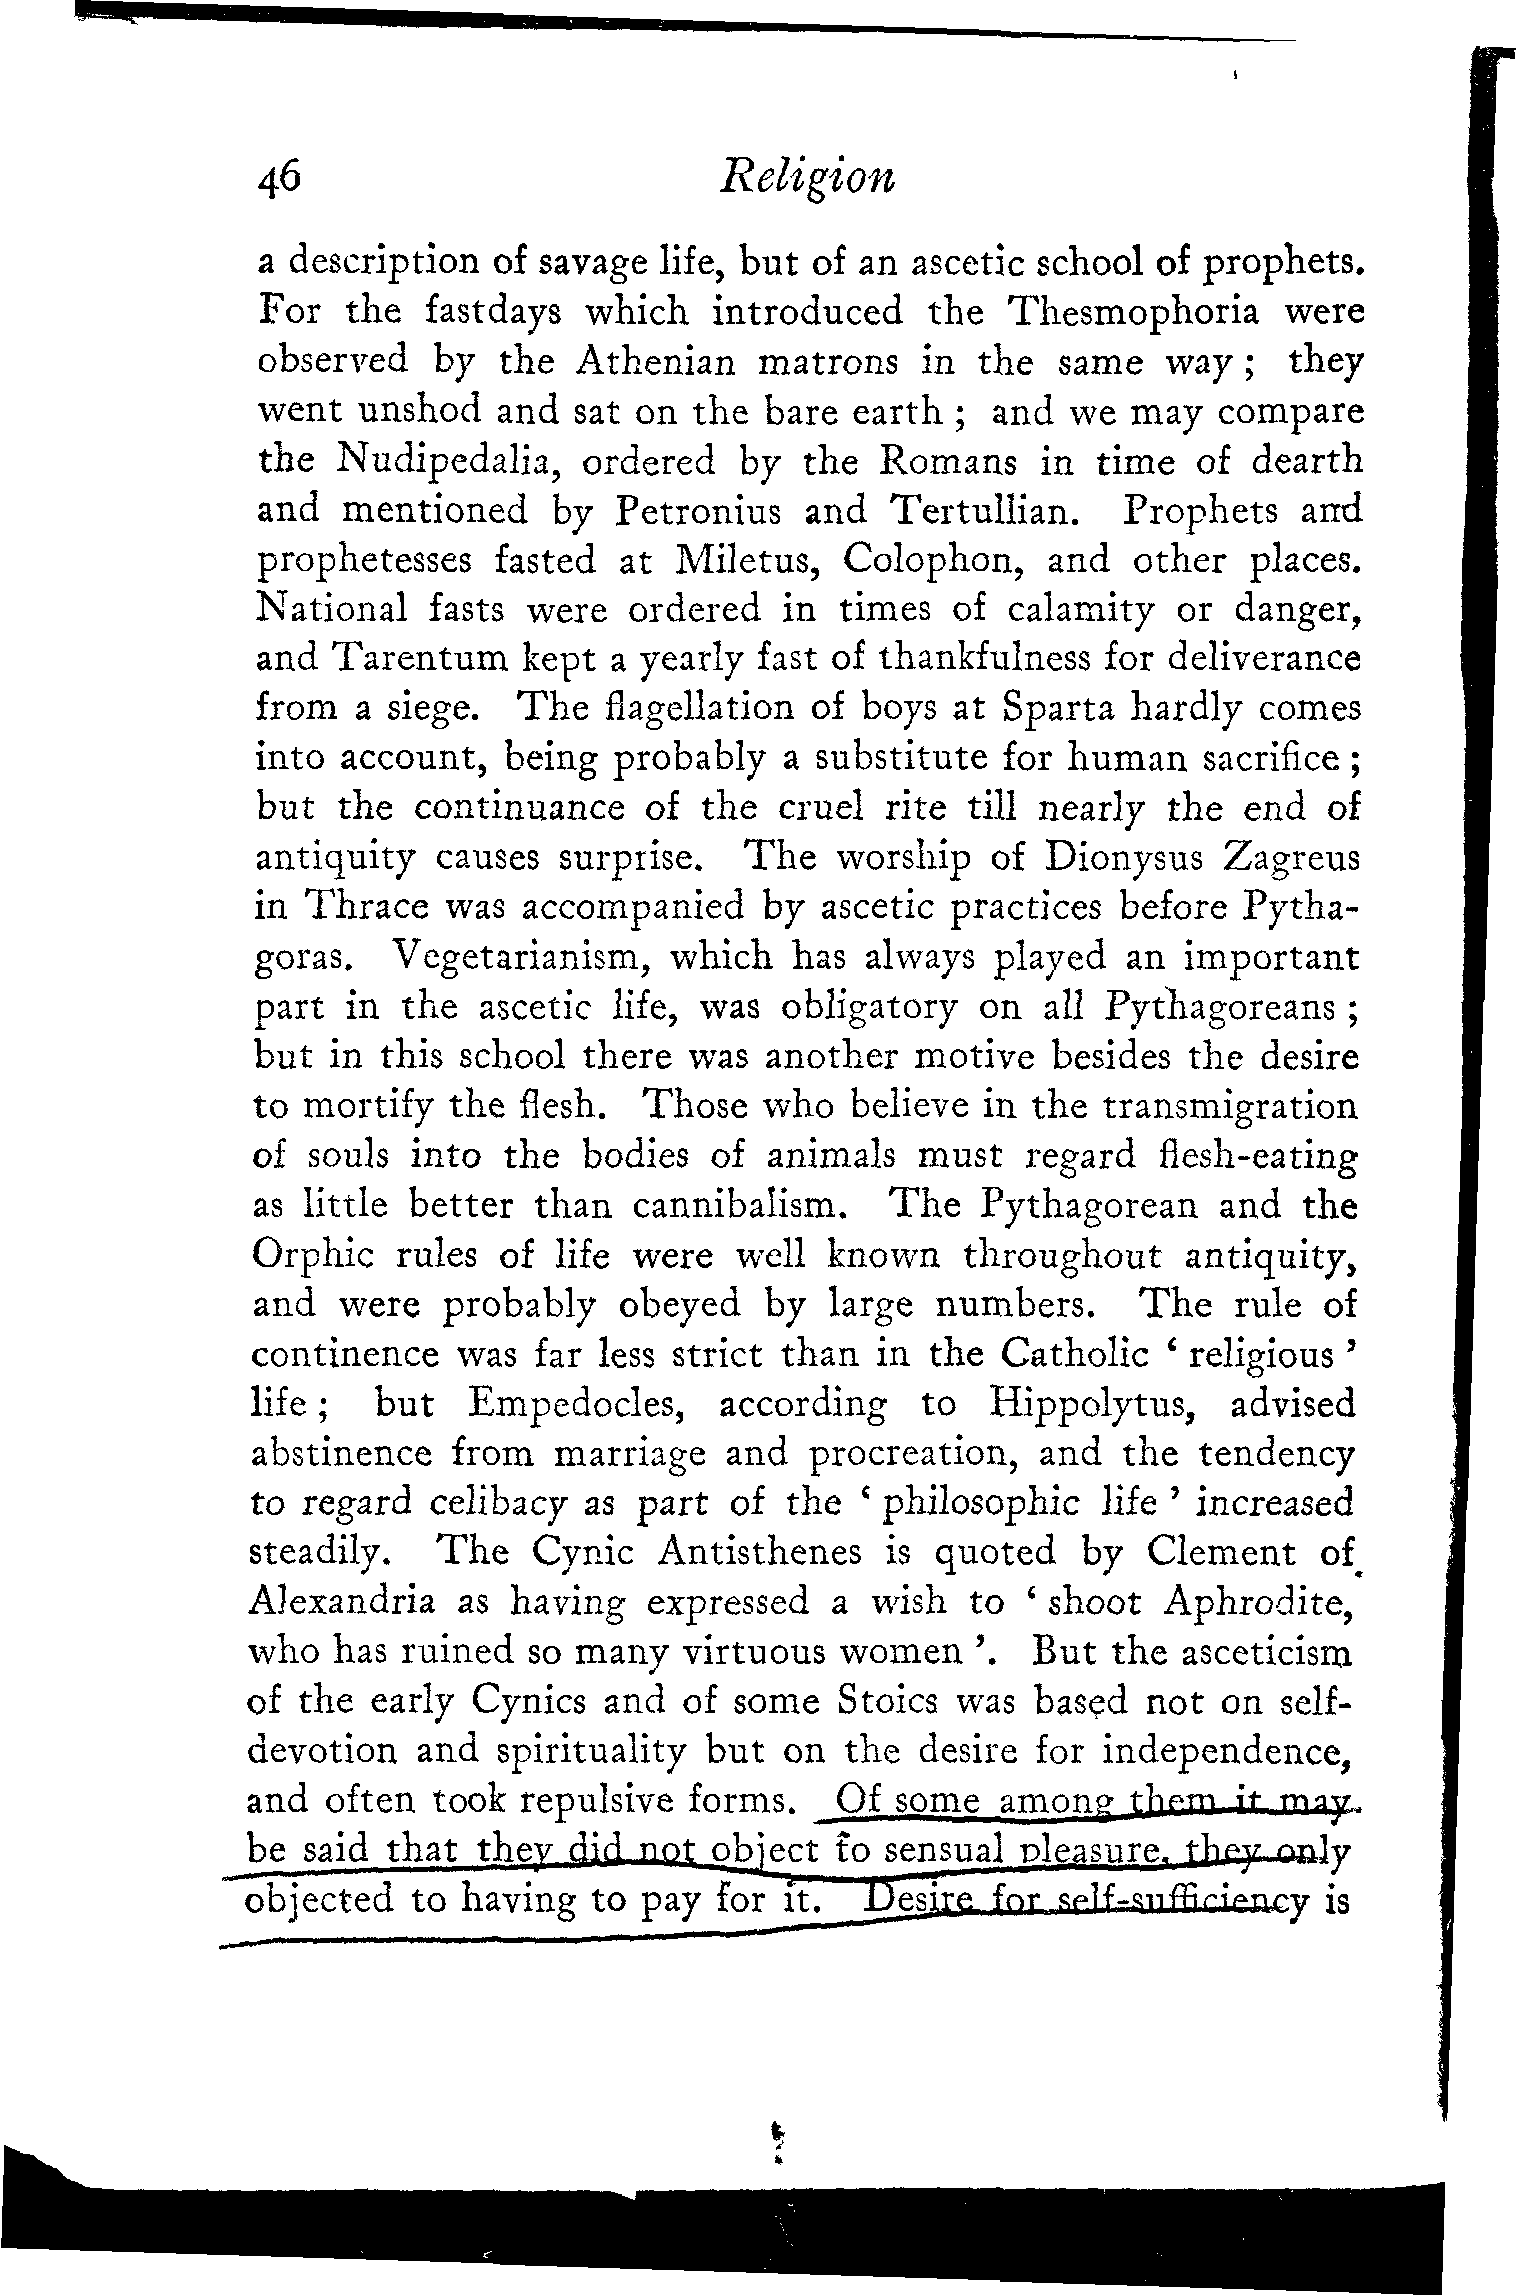 46 Religion
a description of savage life, but of an ascetic school of prophets.
For the fastdays which introduced the Thesmophoria were
observed by the Athenian matrons in the same way ; they
went unshod and sat on the bare earth ; and we may compare
the Nudipedalia, ordered by the Romans in time of dearth
and mentioned by Petronius and Tertullian. Prophets and
prophetesses fasted at Miletus, Colophon, and other places.
National fasts were ordered in times of calamity or danger,
and Tarentum kept a yearly fast of thankfulness for deliverance
from a siege. The flagellation of boys at Sparta hardly comes
into account, being probably a substitute for human sacrifice ;
but the continuance of the cruel rite till nearly the end of
antiquity causes surprise. The worship of Dionysus Zagreus
in Thrace was accompanied by ascetic practices before Pytha-
goras. Vegetarianism, which has always played an important
part in the ascetic life, was obligatory on all Pythagoreans ;
but in this school there was another motive besides the desire
to mortify the flesh. Those who believe in the transmigration
of souls into the bodies of animals must regard flesh-eating
as little better than cannibalism. The Pythagorean and the
Orphic rules of life were well known throughout antiquity,
and were probably obeyed by large numbers. The rule of
continence was far less strict than in the Catholic ‘ religious ’
life ; but Empedocles, according to Hippolytus, advised
abstinence from marriage and procreation, and the tendency
to regard celibacy as part of the ‘ philosophic life ’ increased
steadily. The Cynic Antisthenes is quoted by Clement of
Alexandria as having expressed a wish to ‘ shoot Aphrodite,
who has ruined so many virtuous women ’. But the asceticism
of the early Cynics and of some Stoics was based not on self-
devotion and spirituality but on the desire for independence,
and often took repulsive forms. Of some among them it may
be said that they did not object to sensual pleasure, they only
objected to having to pay for it. Desire for self-sufficiency is